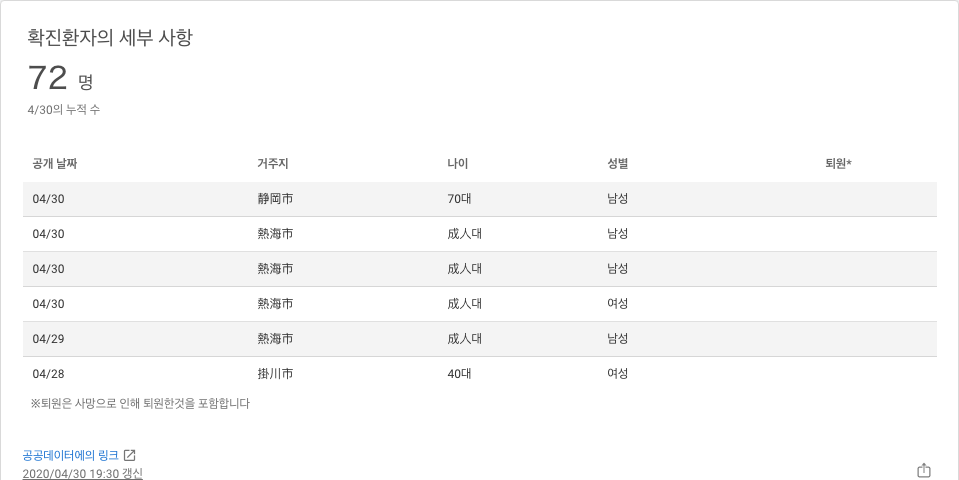 확진환자의 세부 사항
72 명
4/30의 누적 수
공개 날짜 거주지 나이 성별 퇴원*
04/30 静岡市 70대 남성
04/30 熱海市 成人대 남성
04/30 熱海市 成人대 남성
04/30 熱海市 成人대 여성
04/29 熱海市 成人대 남성
04/28 掛川市 40대 여성
※퇴원은 사망으로 인해 퇴원한것을 포함합니다
공공데이터에의 링크
2020/04/30 19:30 갱신